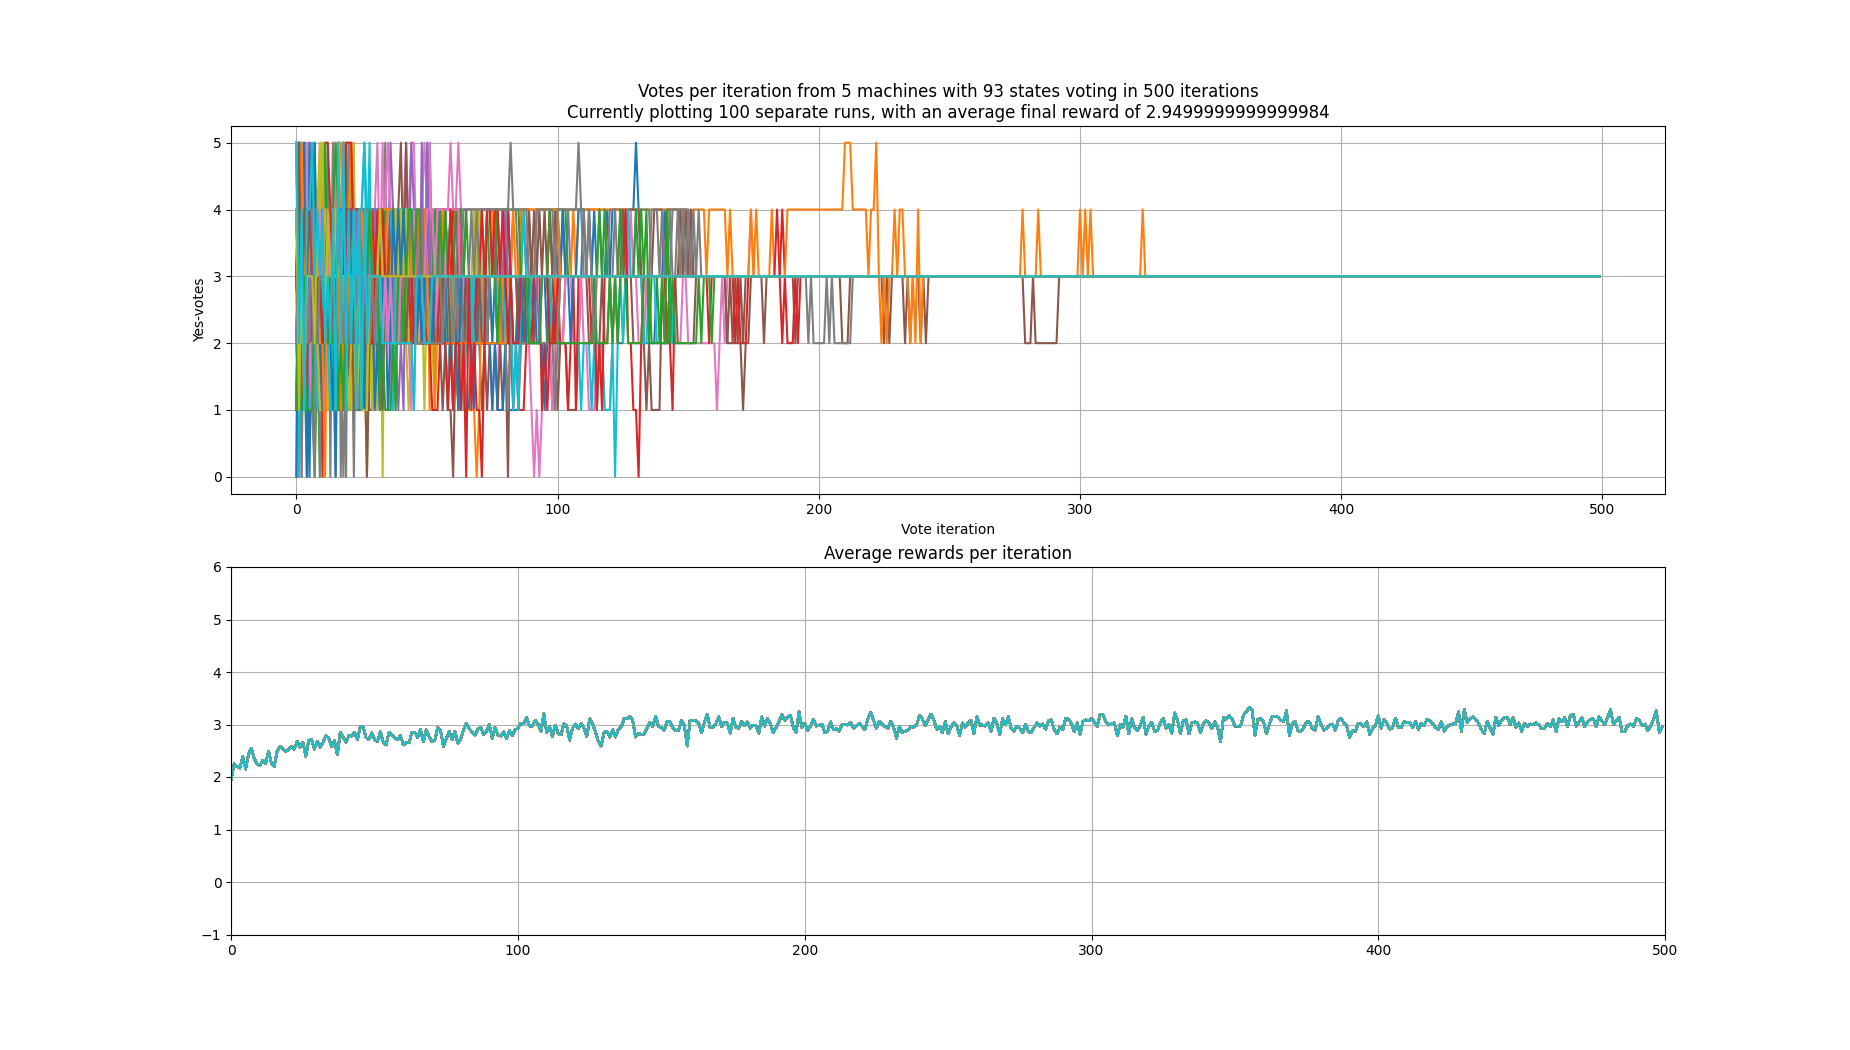 Votes per iteration from 5 machines with 93 states voting in 500 iterations
Currently plotting 100 separate runs, with an average final reward of 2.9499999999999984
5
4
3
2
1
0
Yes-votes
0 100 200 300 400 500
Vote iteration
Average rewards per iteration
6
5
4
3
2
1
0
−1
0 100 200 300 400 500